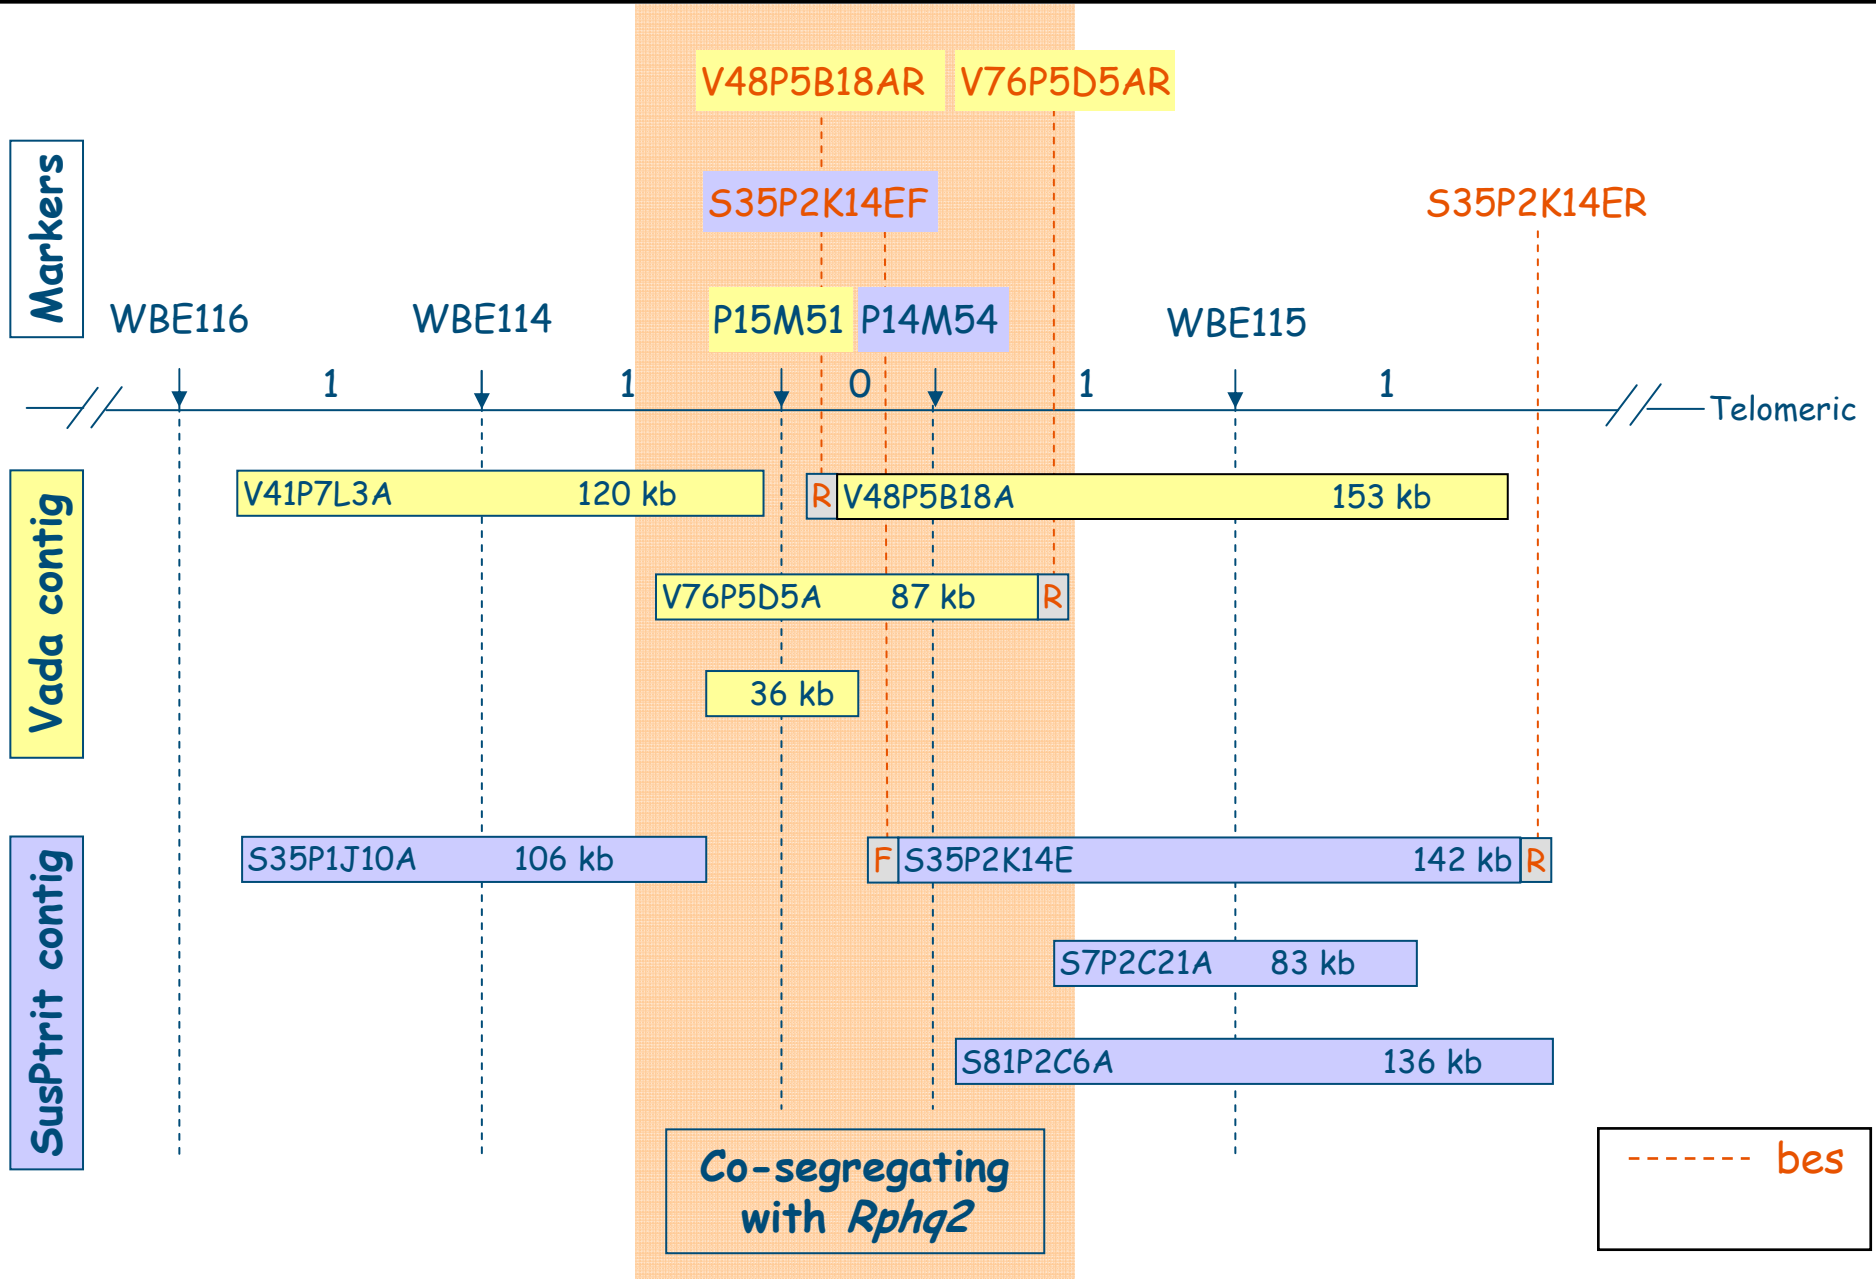 V48P5B18AR V76P5D5AR
Markers
S35P2K14EF S35P2K14ER
WBE116 WBE114 P15M51 P14M54 WBE115
1 1 0 1 1
Telomeric
Vada contig
V41P7L3A 120 kb R V48P5B18A 153 kb
V76P5D5A 87 kb R
36 kb
SusPtrit contig
S35P1J10A 106 kb F S35P2K14E 142 kb R
S7P2C21A 83 kb
S81P2C6A 136 kb
Co-segregating
with Rphq2
bes